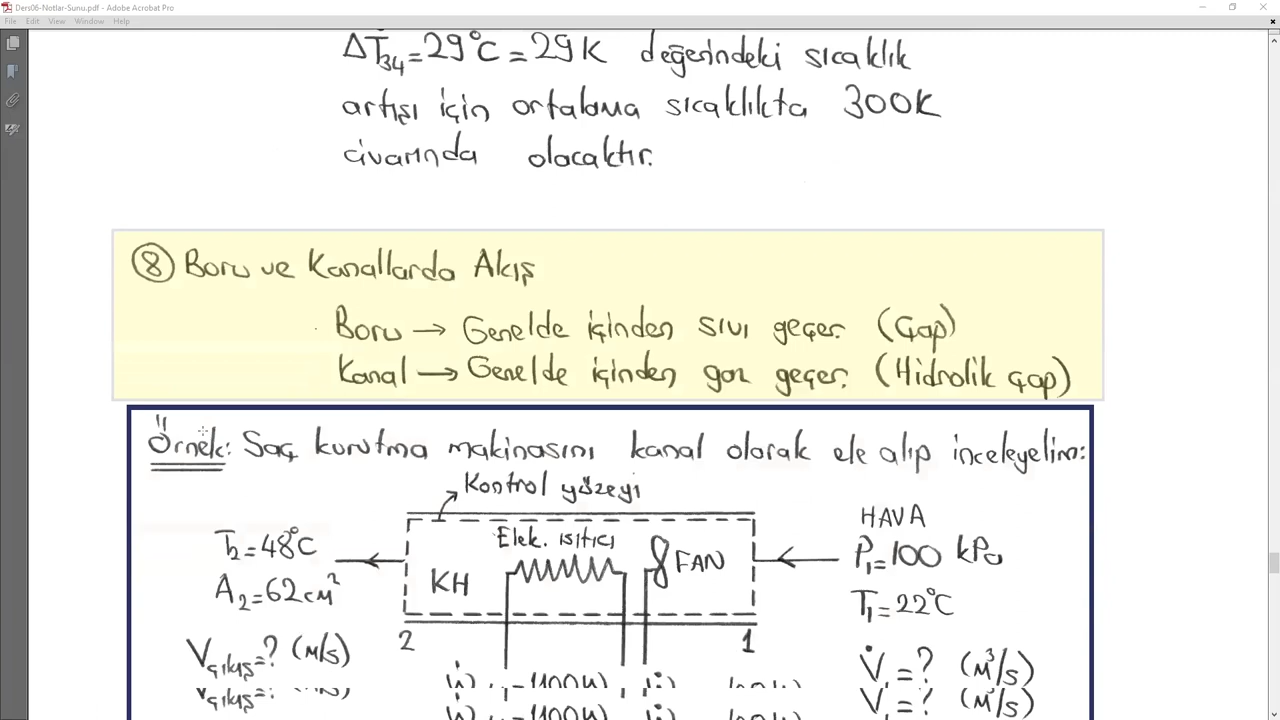 Ders06-Notlar-Sunu.pdf - Adobe Acrobat Pro
File Edit View Window Help
ΔT₃₄=29°C=29K değerindeki sıcaklık
artışı için ortalama sıcaklıkta 300K
civarında olacaktır.
⑧ Boru ve Kanallarda Akış
Boru → Genelde içinden sıvı geçer. (Çap)
Kanal → Genelde içinden gaz geçer. (Hidrolik çap)
Örnek: Saç kurutma makinasını kanal olarak ele alıp inceleyelim:
Kontrol yüzeyi
HAVA
T₂=48°C
Elek. ısıtıcı
FAN
P₁=100 kPa
A₂=62cm²
KH
T₁=22°C
2
1
Vçıkış=? (m/s)
V̇₁=? (m³/s)
V₁=? (m³/s)